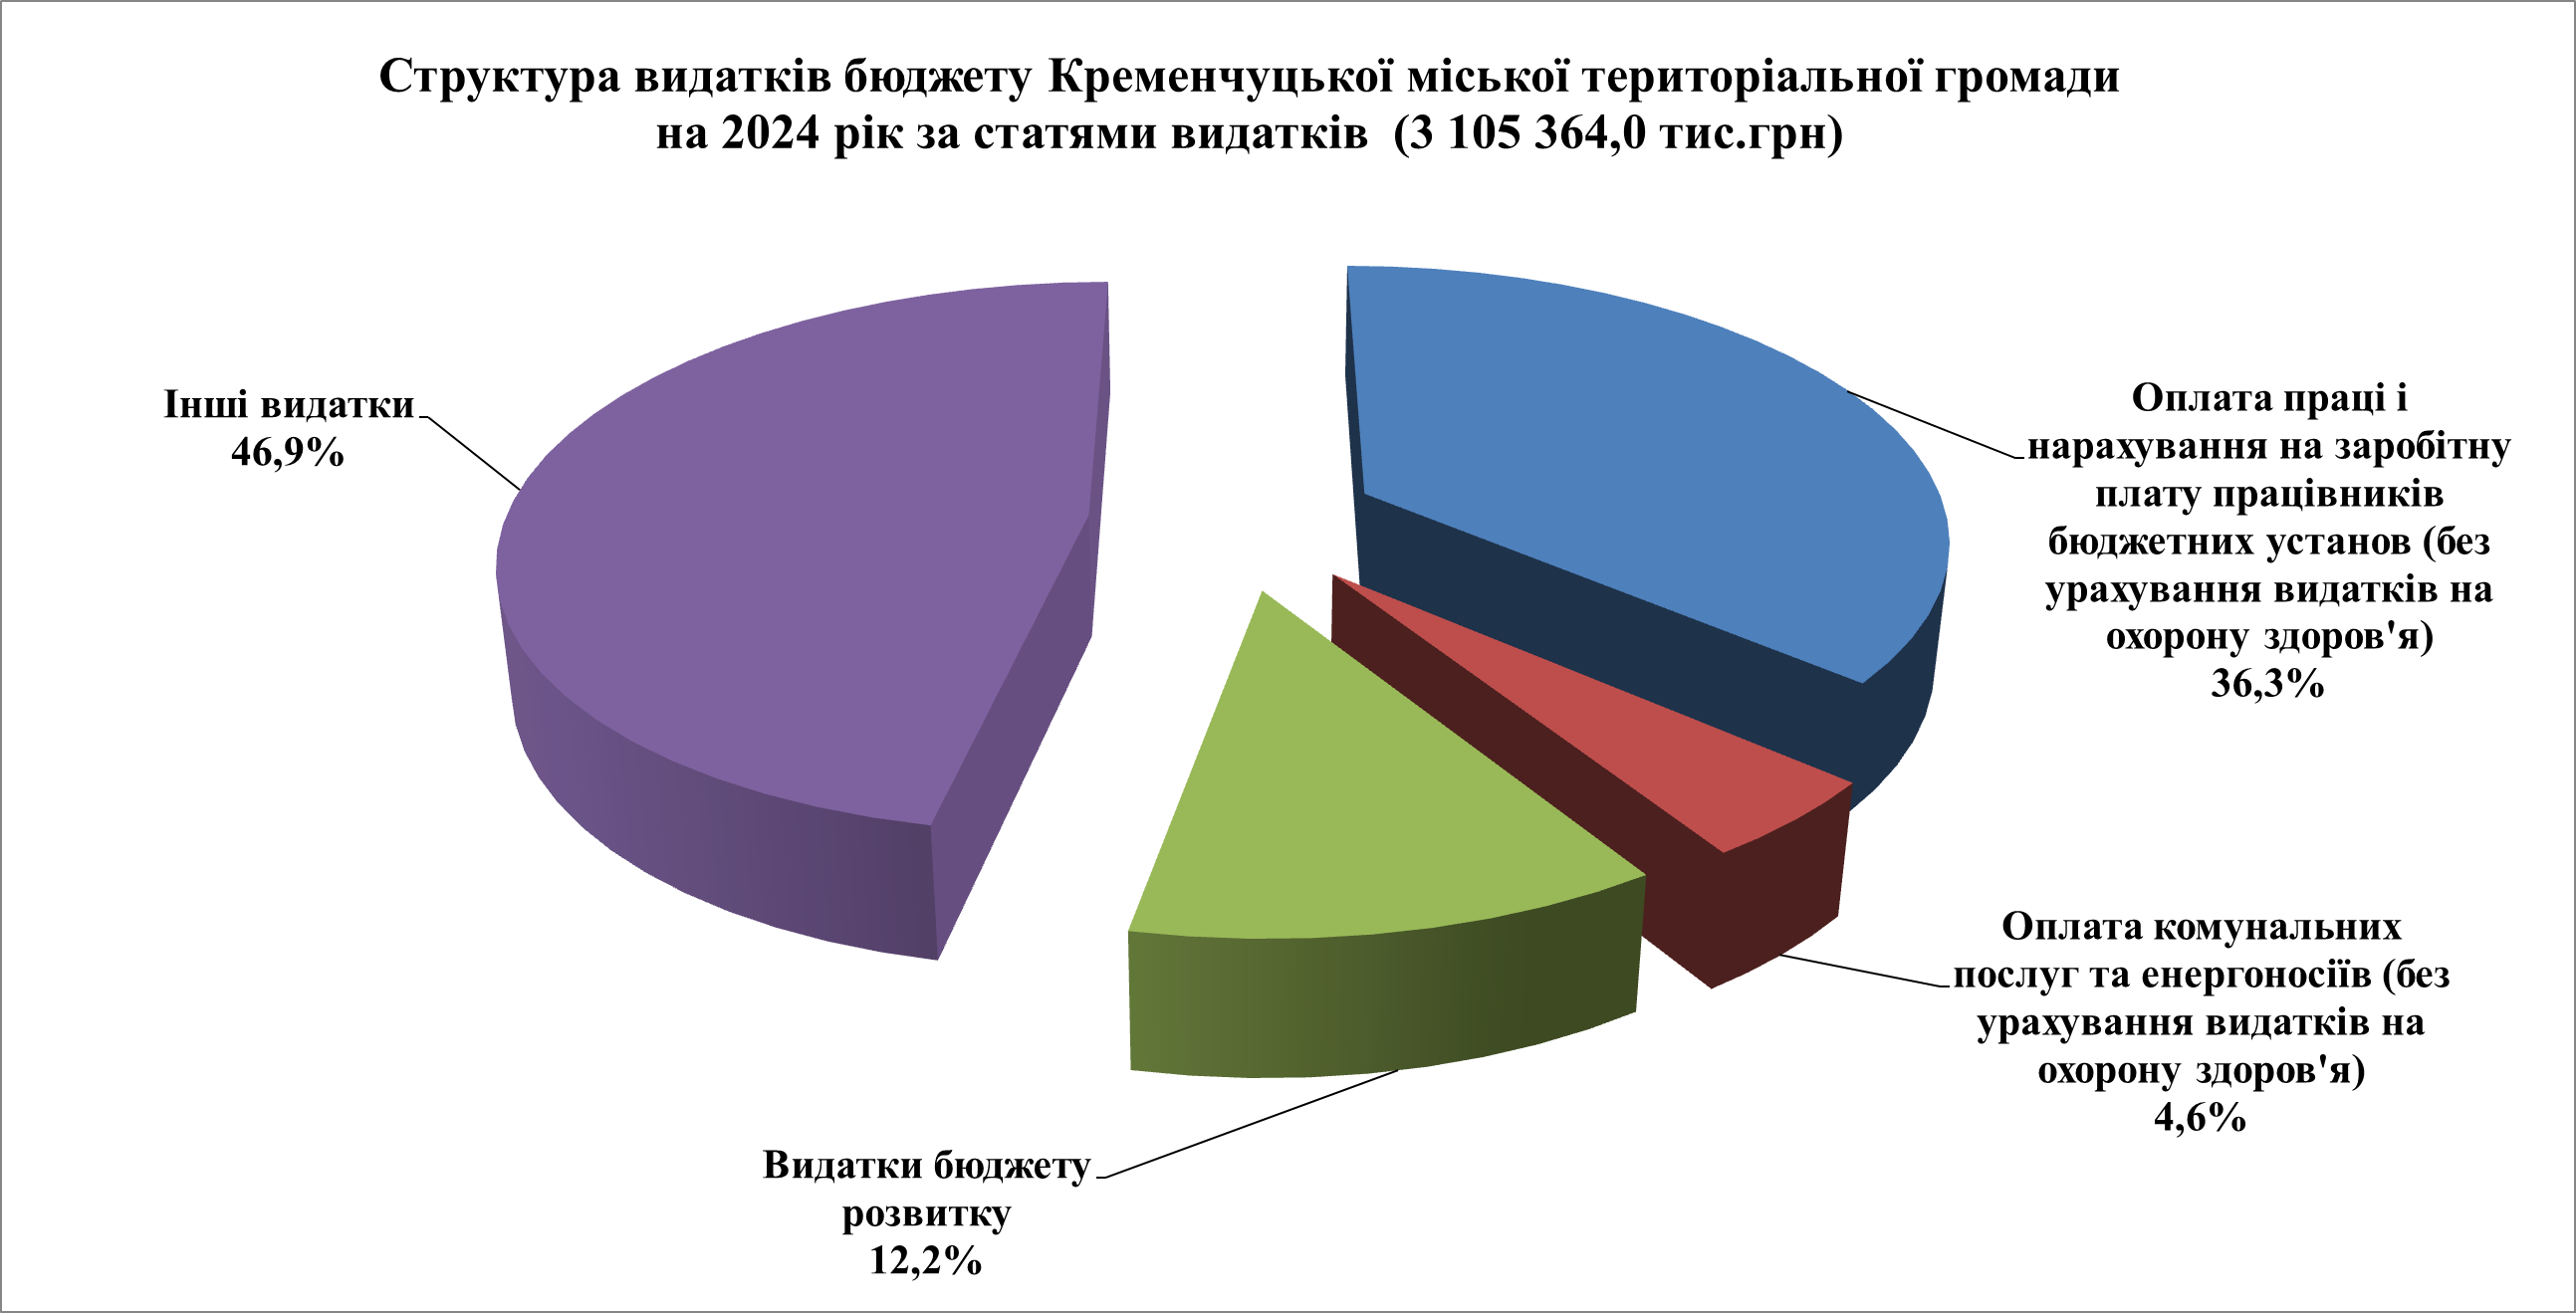 Структура видатків бюджету Кременчуцької міської територіальної громади
на 2024 рік за статями видатків (3 105 364,0 тис.грн)
Інші видатки
46,9%
Оплата праці і
нарахування на заробітну
плату працівників
бюджетних установ (без
урахування видатків на
охорону здоров'я)
36,3%
Оплата комунальних
послуг та енергоносіїв (без
урахування видатків на
охорону здоров'я)
4,6%
Видатки бюджету
розвитку
12,2%